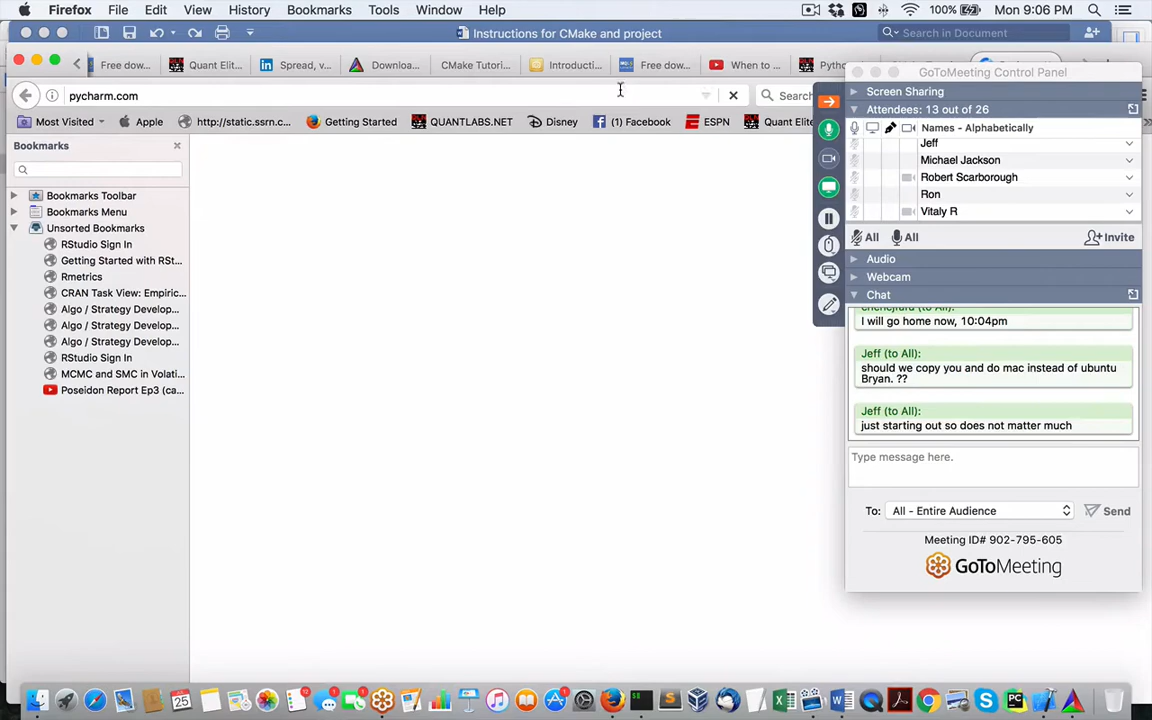 Firefox File Edit View History Bookmarks Tools Window Help 100% Mon 9:06 PM
Instructions for CMake and project Search in Document
Free dow... Quant Elit... Spread, v... Downloa... CMake Tutori... Introducti... Free dow... When to ...
pycharm.com Search
Most Visited Apple http://static.ssrn.c... Getting Started QUANTLABS.NET Disney (1) Facebook ESPN Quant Elite
Bookmarks
Bookmarks Toolbar
Bookmarks Menu
Unsorted Bookmarks
RStudio Sign In
Getting Started with RSt...
Rmetrics
CRAN Task View: Empiric...
Algo / Strategy Develop...
Algo / Strategy Develop...
Algo / Strategy Develop...
RStudio Sign In
MCMC and SMC in Volati...
Poseidon Report Ep3 (ca...
GoToMeeting Control Panel
Screen Sharing
Attendees: 13 out of 26
Names - Alphabetically
Jeff
Michael Jackson
Robert Scarborough
Ron
Vitaly R
All All Invite
Audio
Webcam
Chat
(to All):
I will go home now, 10:04pm
Jeff (to All):
should we copy you and do mac instead of ubuntu
Bryan. ??
Jeff (to All):
just starting out so does not matter much
Type message here.
To: All - Entire Audience Send
Meeting ID# 902-795-605
GoToMeeting